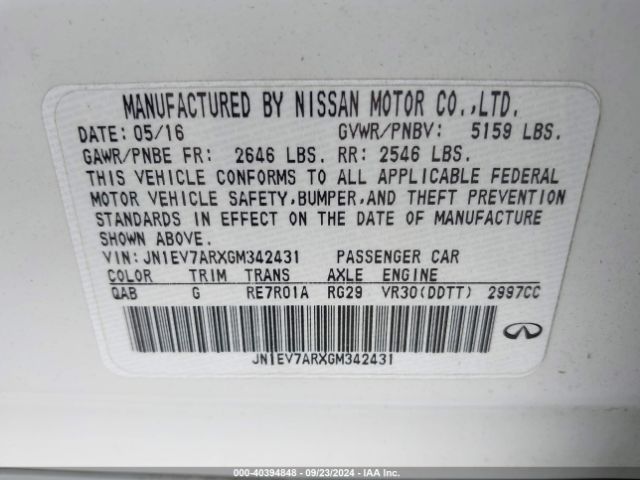 MANUFACTURED BY NISSAN MOTOR CO.,LTD.
DATE: 05/16 GVWR/PNBV: 5159 LBS.
GAWR/PNBE FR: 2646 LBS. RR: 2546 LBS.
THIS VEHICLE CONFORMS TO ALL APPLICABLE FEDERAL
MOTOR VEHICLE SAFETY,BUMPER,AND THEFT PREVENTION
STANDARDS IN EFFECT ON THE DATE OF MANUFACTURE
SHOWN ABOVE.
VIN: JN1EV7ARXGM342431 PASSENGER CAR
COLOR TRIM TRANS AXLE ENGINE
QAB G RE7R01A RG29 VR30(DDTT) 2997CC
JN1EV7ARXGM342431
INFINITI
000-40394848 - 09/23/2024 - IAA Inc.